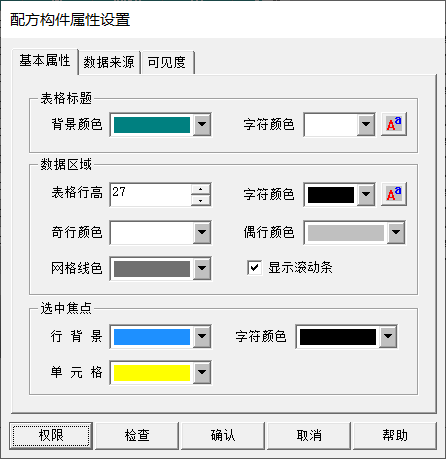 配方构件属性设置
基本属性 数据来源 可见度
表格标题
背景颜色 字符颜色 Aa
数据区域
表格行高 27 字符颜色 Aa
奇行颜色 偶行颜色
网格线色 显示滚动条
选中焦点
行 背 景 字符颜色
单 元 格
权限 检查 确认 取消 帮助